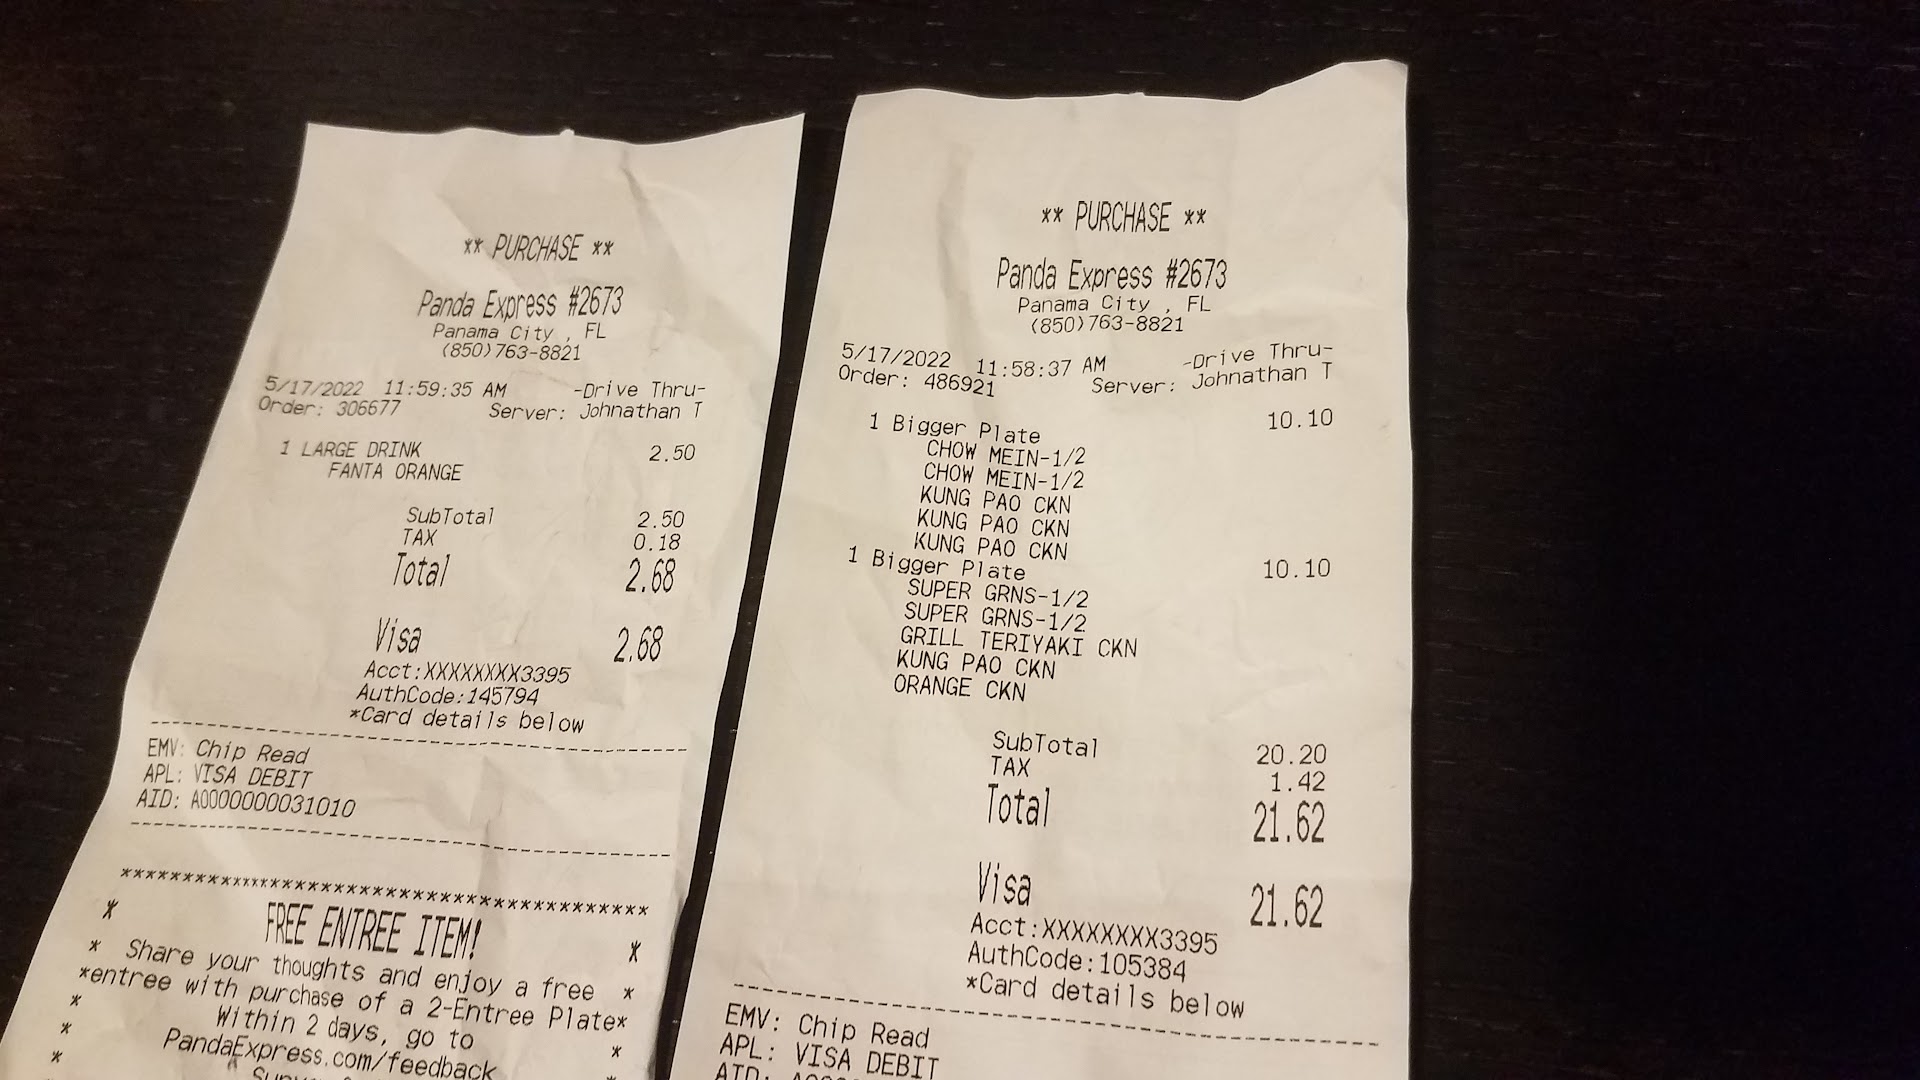 ** PURCHASE **
Panda Express #2673
Panama City , FL
(850)763-8821
5/17/2022 11:59:35 AM -Drive Thru-
Order: 306677 Server: Johnathan T
1 LARGE DRINK 2.50
FANTA ORANGE
SubTotal 2.50
TAX 0.18
Total 2.68
Visa 2.68
Acct:XXXXXXXX3395
AuthCode:145794
*Card details below
--------------------------------------------
EMV: Chip Read
APL: VISA DEBIT
AID: A0000000031010
--------------------------------------------
******************************************
* FREE ENTREE ITEM! *
* Share your thoughts and enjoy a free *
*entree with purchase of a 2-Entree Plate*
* Within 2 days, go to *
* PandaExpress.com/feedback *
** PURCHASE **
Panda Express #2673
Panama City , FL
(850)763-8821
5/17/2022 11:58:37 AM -Drive Thru-
Order: 486921 Server: Johnathan T
1 Bigger Plate 10.10
CHOW MEIN-1/2
CHOW MEIN-1/2
KUNG PAO CKN
KUNG PAO CKN
KUNG PAO CKN
1 Bigger Plate 10.10
SUPER GRNS-1/2
SUPER GRNS-1/2
GRILL TERIYAKI CKN
KUNG PAO CKN
ORANGE CKN
SubTotal 20.20
TAX 1.42
Total 21.62
Visa 21.62
Acct:XXXXXXXX3395
AuthCode:105384
*Card details below
--------------------------------------------
EMV: Chip Read
APL: VISA DEBIT